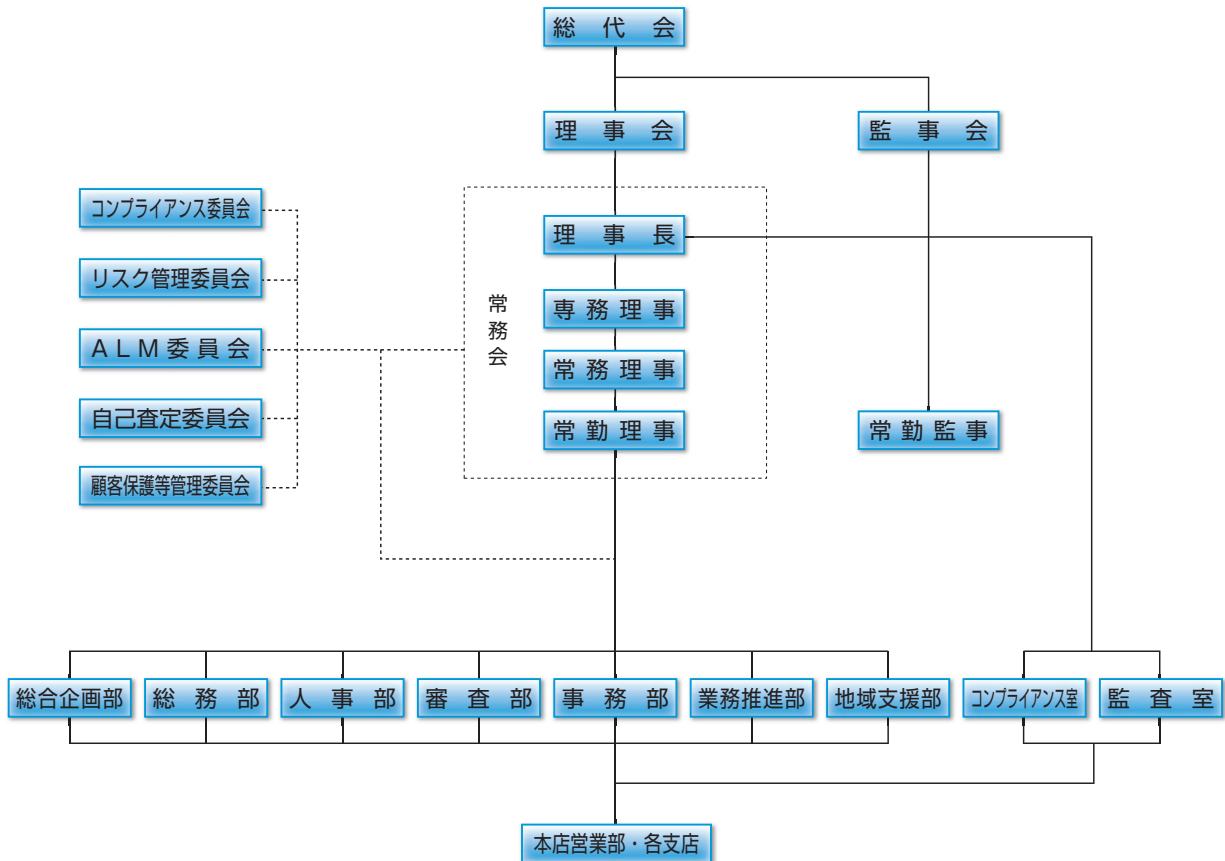 総代会
理事会
監事会
コンプライアンス委員会
リスク管理委員会
ALM委員会
自己査定委員会
顧客保護等管理委員会
常務会
理事長
専務理事
常務理事
常勤理事
常勤監事
総合企画部
総務部
人事部
審査部
事務部
業務推進部
地域支援部
コンプライアンス室
監査室
本店営業部・各支店